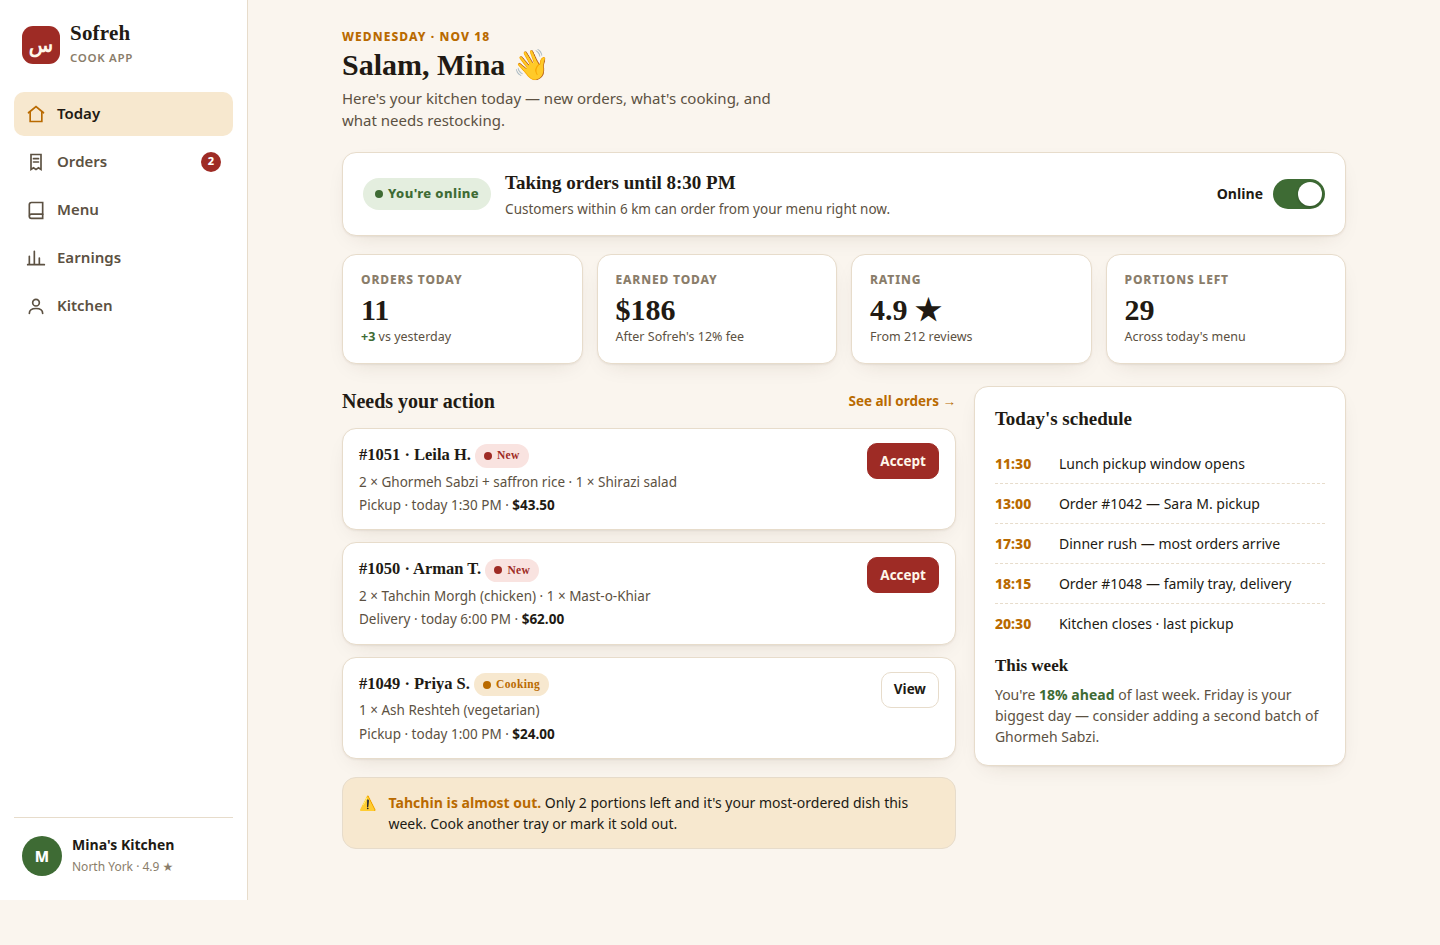 س
Sofreh
COOK APP
Today
Orders
2
Menu
Earnings
Kitchen
M
Mina's Kitchen
North York · 4.9 ★
WEDNESDAY · NOV 18
Salam, Mina 👋
Here's your kitchen today — new orders, what's cooking, and
what needs restocking.
You're online
Taking orders until 8:30 PM
Customers within 6 km can order from your menu right now.
Online
ORDERS TODAY
11
+3 vs yesterday
EARNED TODAY
$186
After Sofreh's 12% fee
RATING
4.9 ★
From 212 reviews
PORTIONS LEFT
29
Across today's menu
Needs your action
See all orders →
#1051 · Leila H. New
2 × Ghormeh Sabzi + saffron rice · 1 × Shirazi salad
Pickup · today 1:30 PM · $43.50
Accept
#1050 · Arman T. New
2 × Tahchin Morgh (chicken) · 1 × Mast-o-Khiar
Delivery · today 6:00 PM · $62.00
Accept
#1049 · Priya S. Cooking
1 × Ash Reshteh (vegetarian)
Pickup · today 1:00 PM · $24.00
View
⚠️ Tahchin is almost out. Only 2 portions left and it's your most-ordered dish this
week. Cook another tray or mark it sold out.
Today's schedule
11:30 Lunch pickup window opens
13:00 Order #1042 — Sara M. pickup
17:30 Dinner rush — most orders arrive
18:15 Order #1048 — family tray, delivery
20:30 Kitchen closes · last pickup
This week
You're 18% ahead of last week. Friday is your
biggest day — consider adding a second batch of
Ghormeh Sabzi.